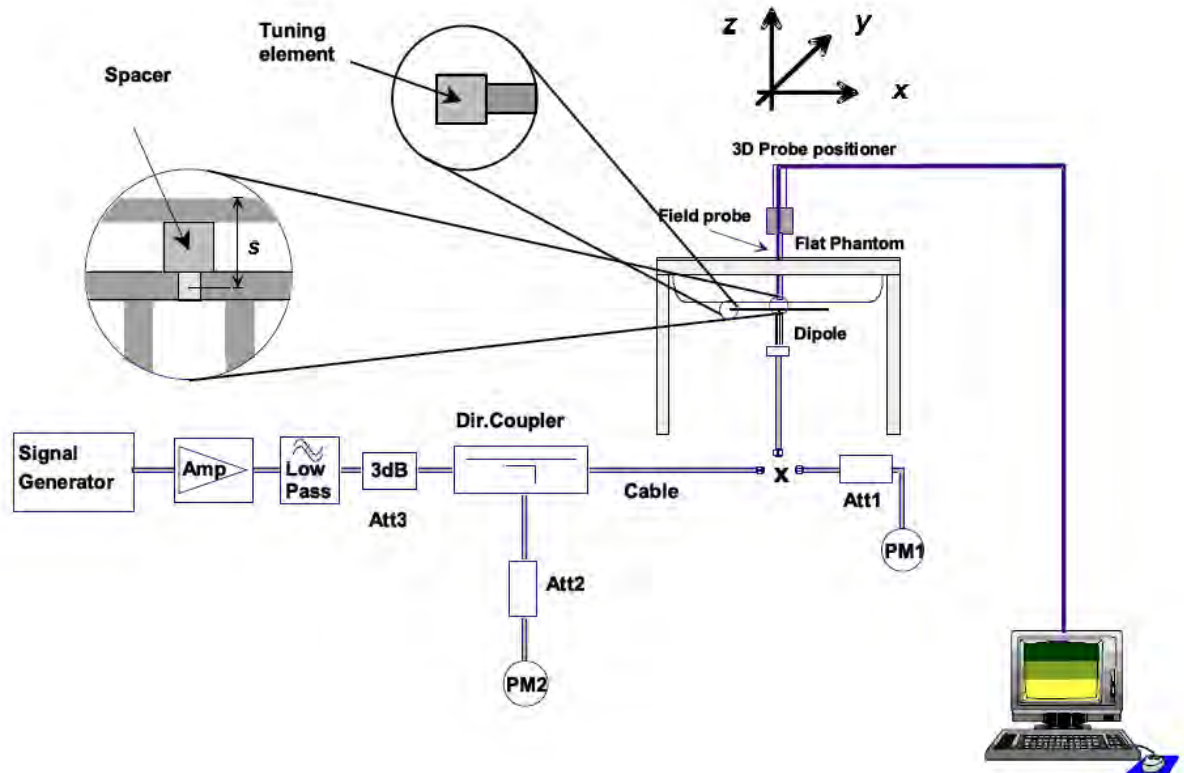 Tuning
element
Spacer
s
z
y
x
3D Probe positioner
Field probe
Flat Phantom
Dipole
Dir.Coupler
Signal
Generator
Amp
Low
Pass
3dB
Att3
Cable
x
Att1
PM1
Att2
PM2